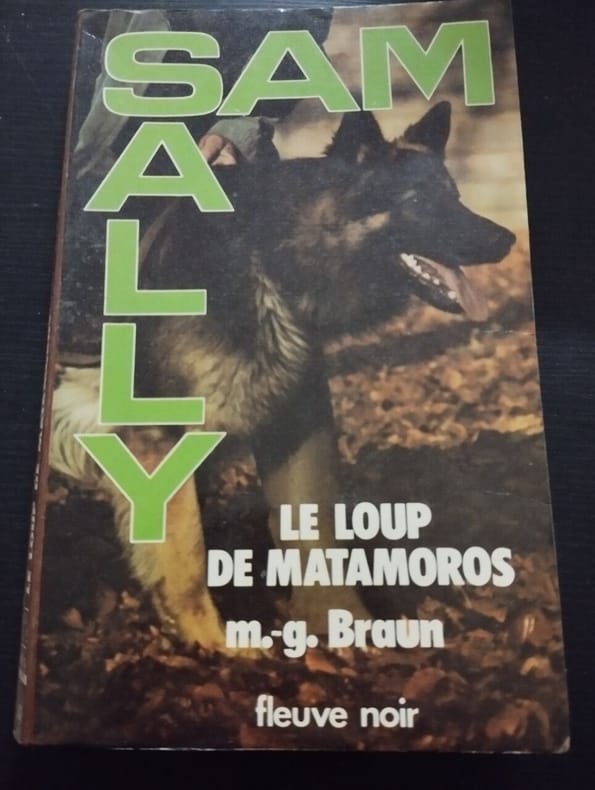 SAM
SALLY
LE LOUP
DE MATAMOROS
m.-g. Braun
fleuve noir